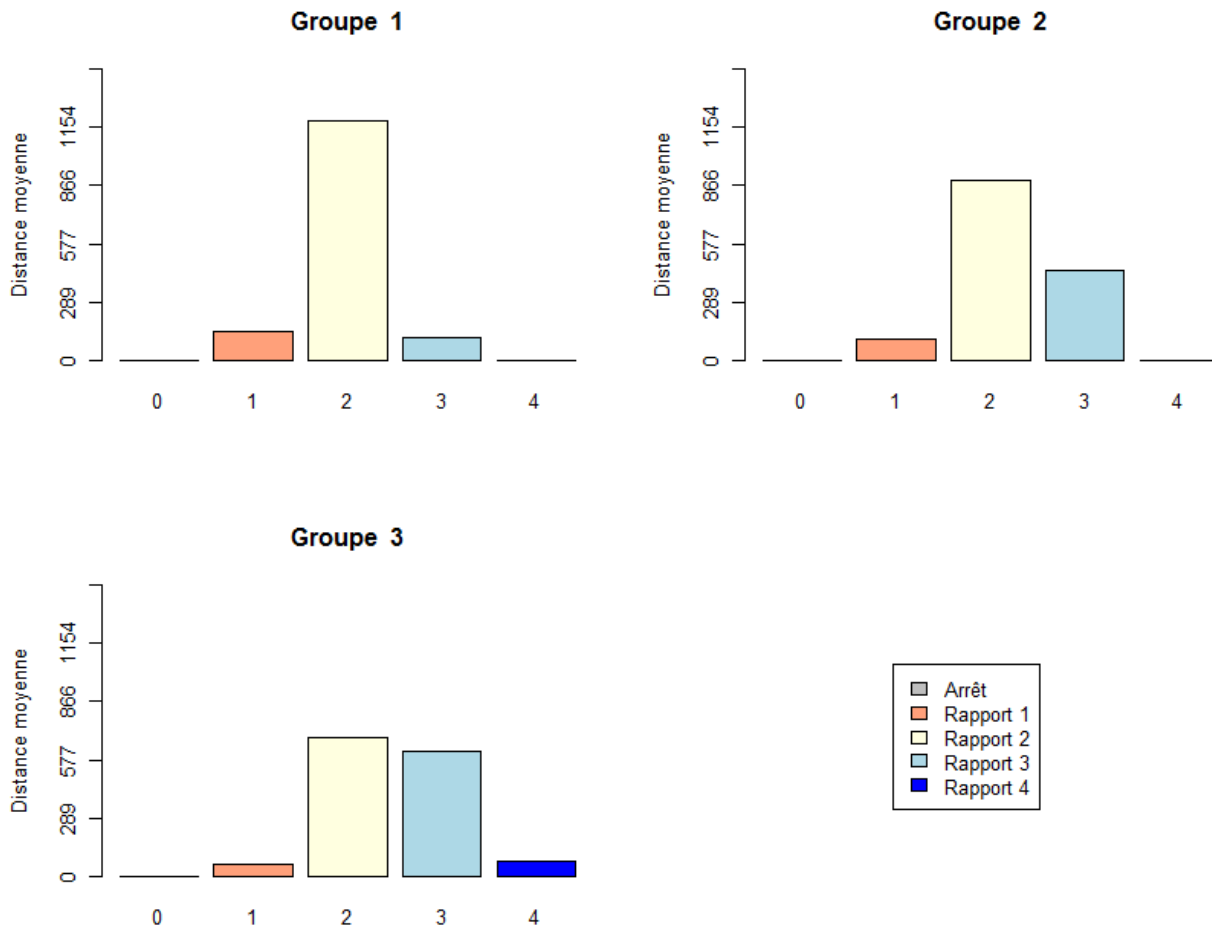 Groupe 1
Distance moyenne
1154
866
577
289
0
0 1 2 3 4
Groupe 2
Distance moyenne
1154
866
577
289
0
0 1 2 3 4
Groupe 3
Distance moyenne
1154
866
577
289
0
0 1 2 3 4
Arrêt
Rapport 1
Rapport 2
Rapport 3
Rapport 4